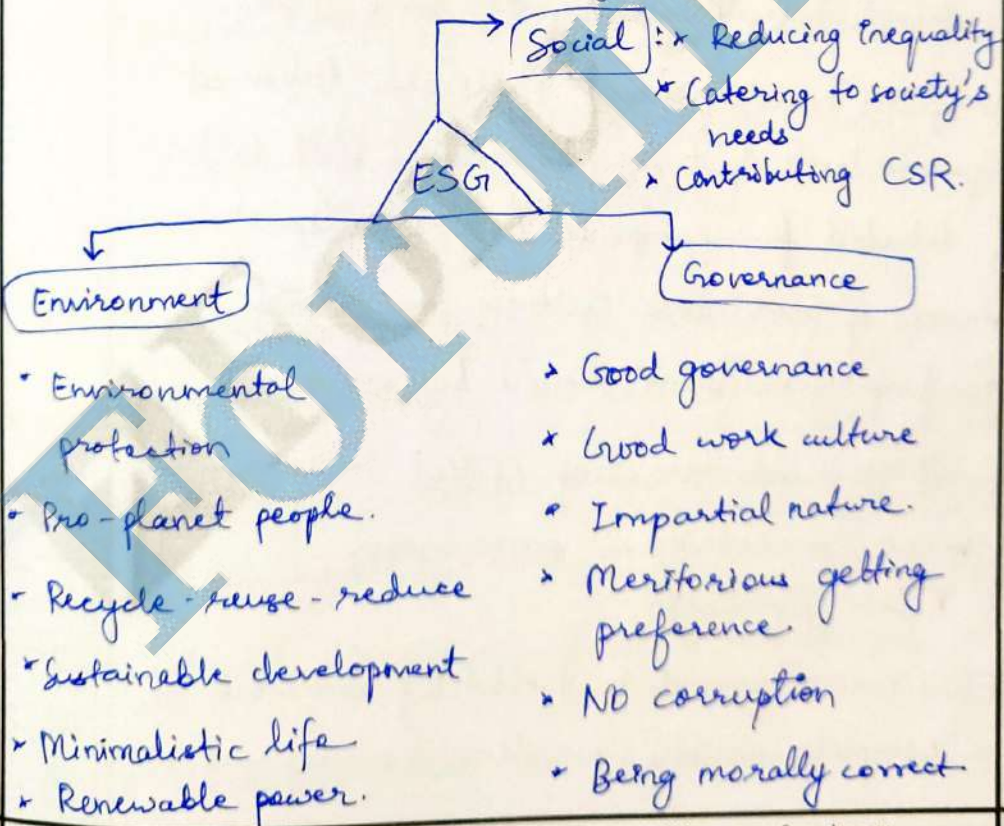 Social : * Reducing inequality
* Catering to society's
needs
* Contributing CSR.
ESG
Environment
Governance
• Environmental
protection
• Pro-planet people.
- Recycle-reuse-reduce
* Sustainable development
* Minimalistic life
* Renewable power.
* Good governance
* Good work culture
* Impartial nature.
* Meritorious getting
preference.
* No corruption
* Being morally correct